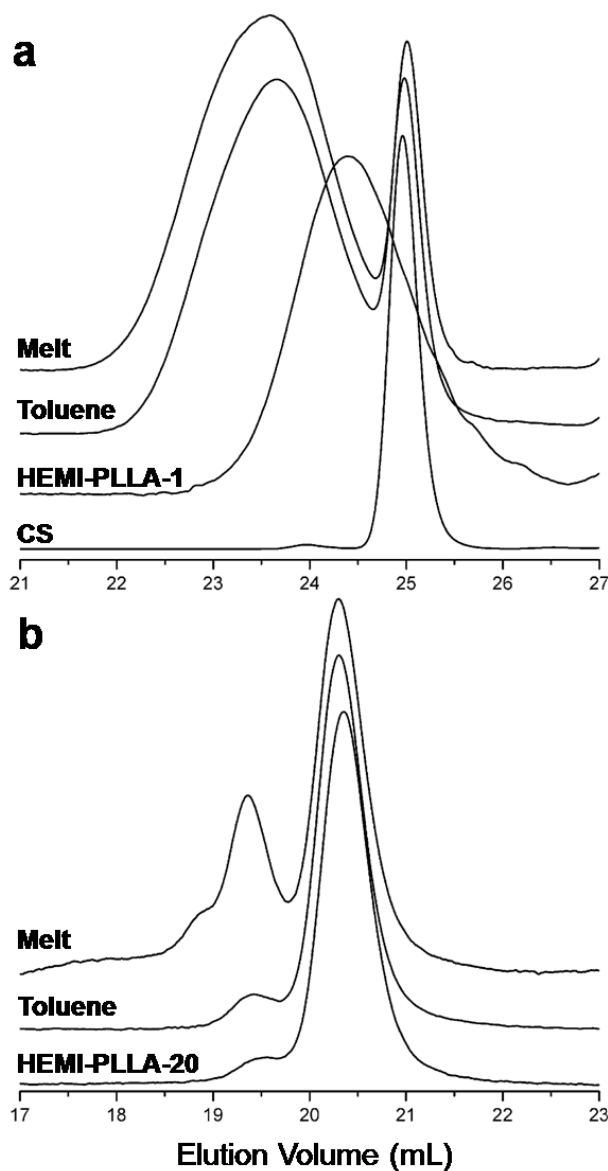 a
Melt
Toluene
HEMI-PLLA-1
CS
21 22 23 24 25 26 27
b
Melt
Toluene
HEMI-PLLA-20
17 18 19 20 21 22 23
Elution Volume (mL)